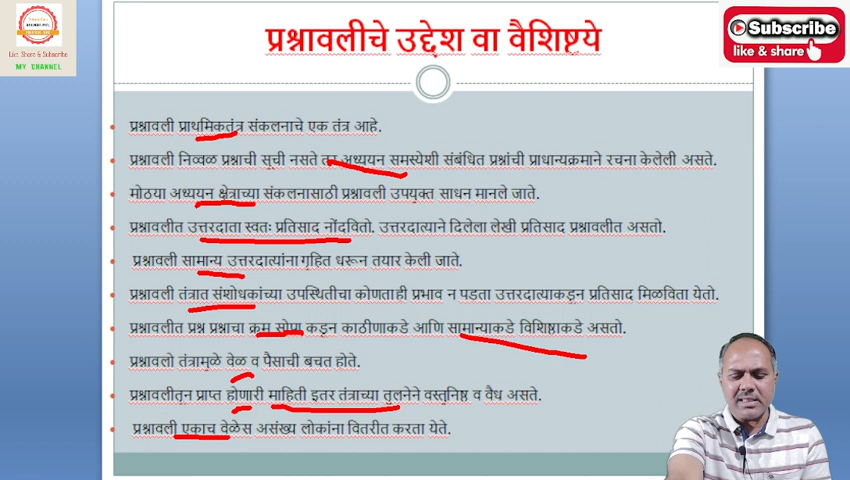 प्रश्नावलीचे उद्देश वा वैशिष्ट्ये
Subscribe
like & share
Like Share & Subscribe
MY CHANNEL
प्रश्नावली प्राथमिकतंत्र संकलनाचे एक तंत्र आहे.
प्रश्नावली निव्वळ प्रश्नाची सूची नसते तर अध्ययन समस्येशी संबंधित प्रश्नांची प्राधान्यक्रमाने रचना केलेली असते.
मोठया अध्ययन क्षेत्राच्या संकलनासाठी प्रश्नावली उपयुक्त साधन मानले जाते.
प्रश्नावलीत उत्तरदाता स्वतः प्रतिसाद नोंदवितो. उत्तरदात्याने दिलेला लेखी प्रतिसाद प्रश्नावलीत असतो.
प्रश्नावली सामान्य उत्तरदात्यांना गृहित धरून तयार केली जाते.
प्रश्नावली तंत्रात संशोधकांच्या उपस्थितीचा कोणताही प्रभाव न पडता उत्तरदात्याकडून प्रतिसाद मिळविता येतो.
प्रश्नावलीत प्रश्न प्रश्नाचा क्रम सोपा कडून काठीणाकडे आणि सामान्याकडे विशिष्ठाकडे असतो.
प्रश्नावलो तंत्रामुळे वेळ व पैसाची बचत होते.
प्रश्नावलीतून प्राप्त होणारी माहिती इतर तंत्राच्या तुलनेने वस्तुनिष्ठ व वैध असते.
प्रश्नावली एकाच वेळेस असंख्य लोकांना वितरीत करता येते.